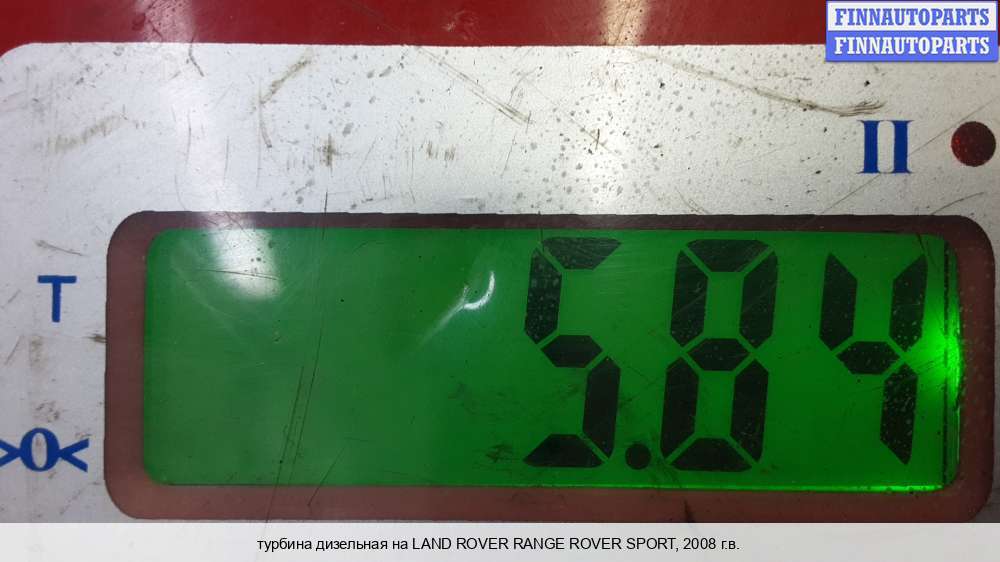 FINNAUTOPARTS
FINNAUTOPARTS
II
T
5.84
>0<
турбина дизельная на LAND ROVER RANGE ROVER SPORT, 2008 г.в.